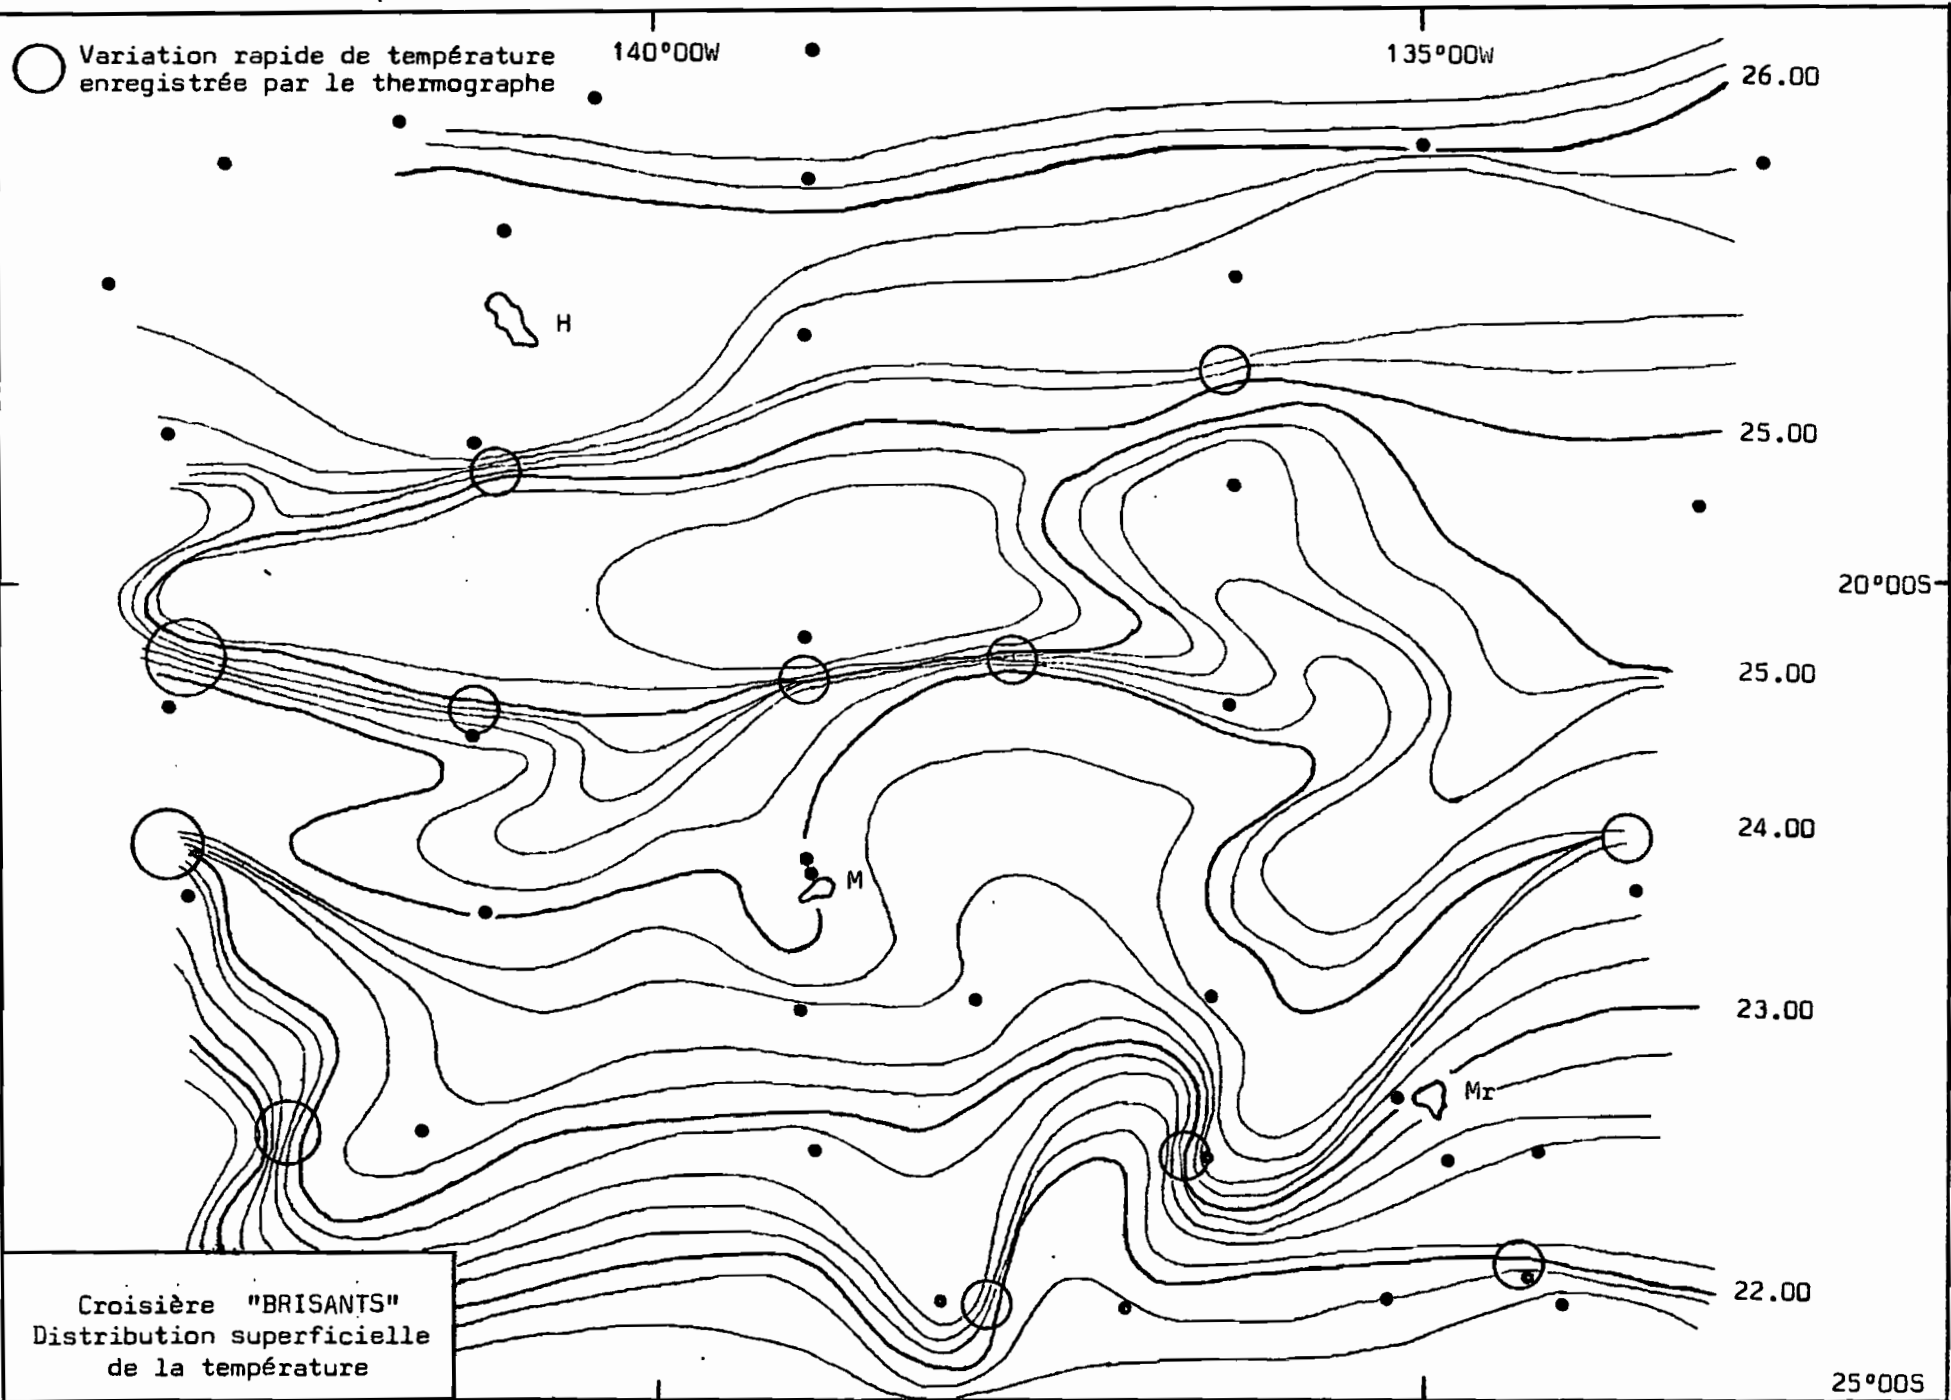 Variation rapide de température
enregistrée par le thermographe
140°00W
135°00W
26.00
H
25.00
20°00S
25.00
24.00
M
23.00
Mr
22.00
Croisière "BRISANTS"
Distribution superficielle
de la température
25°00S